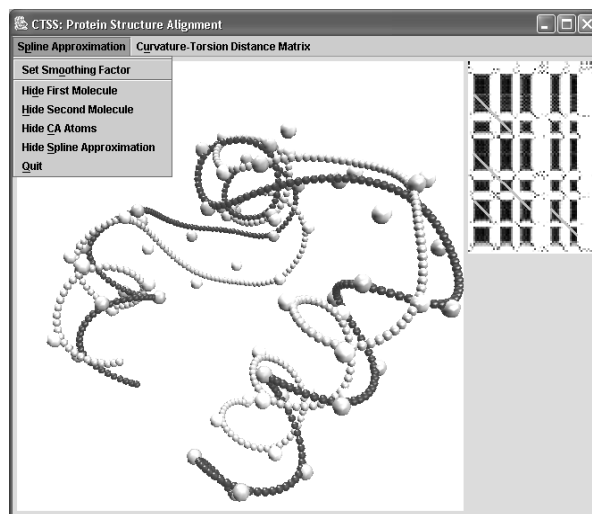 CTSS: Protein Structure Alignment
Spline Approximation Curvature-Torsion Distance Matrix
Set Smoothing Factor
Hide First Molecule
Hide Second Molecule
Hide CA Atoms
Hide Spline Approximation
Quit